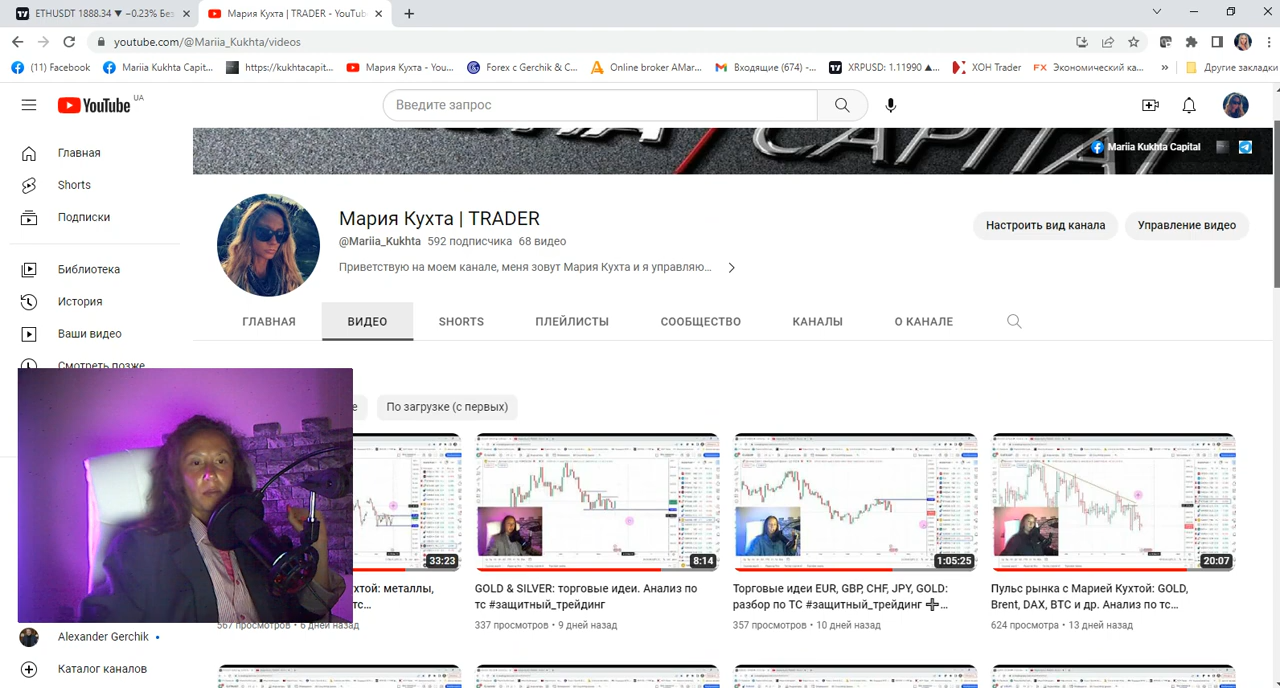 ETHUSDT 1888.34 ▼ −0.23% Без
Мария Кухта | TRADER - YouTub
youtube.com/@Mariia_Kukhta/videos
(11) Facebook
Mariia Kukhta Capit...
https://kukhtacapit...
Мария Кухта - You...
Forex c Gerchik & C...
Online broker AMar...
Входящие (674) -...
XRPUSD: 1.11990 ▲...
XOH Trader
Экономический ка...
»
Другие закладки
YouTube UA
Введите запрос
CAPITAL
Mariia Kukhta Capital
Главная
Shorts
Подписки
Библиотека
История
Ваши видео
Смотреть позже
Мария Кухта | TRADER
@Mariia_Kukhta 592 подписчика 68 видео
Приветствую на моем канале, меня зовут Мария Кухта и я управляю...
Настроить вид канала
Управление видео
ГЛАВНАЯ
ВИДЕО
SHORTS
ПЛЕЙЛИСТЫ
СООБЩЕСТВО
КАНАЛЫ
О КАНАЛЕ
По загрузке (с первых)
33:23
8:14
1:05:25
20:07
хтой: металлы,
тс...
567 просмотров • 6 дней назад
GOLD & SILVER: торговые идеи. Анализ по
тс #защитный_трейдинг
337 просмотров • 9 дней назад
Торговые идеи EUR, GBP, CHF, JPY, GOLD:
разбор по ТС #защитный_трейдинг
357 просмотров • 10 дней назад
Пульс рынка с Марией Кухтой: GOLD,
Brent, DAX, BTC и др. Анализ по тс...
624 просмотра • 13 дней назад
Alexander Gerchik
Каталог каналов